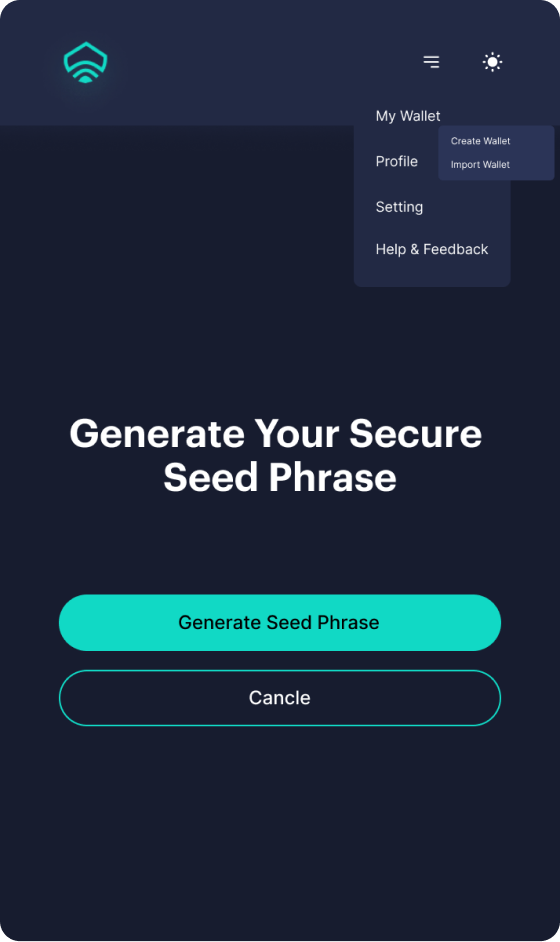 My Wallet
Create Wallet
Profile
Import Wallet
Setting
Help & Feedback
Generate Your Secure
Seed Phrase
Generate Seed Phrase
Cancle